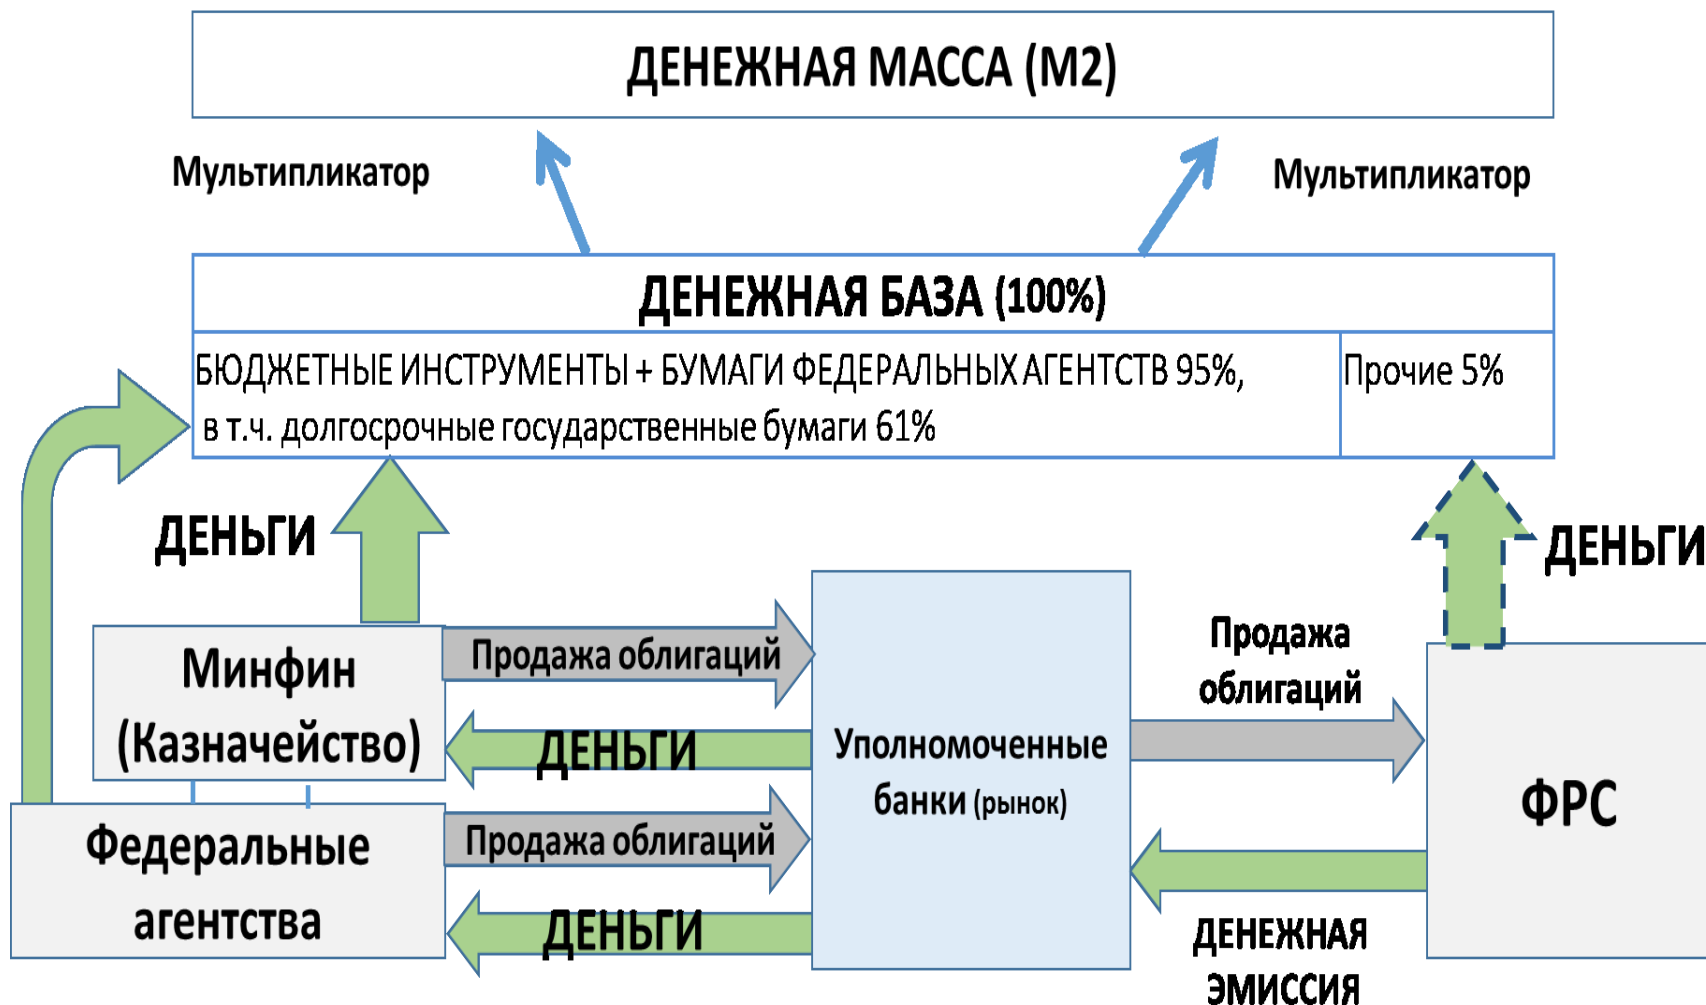 ДЕНЕЖНАЯ МАССА (М2)
Мультипликатор
Мультипликатор
ДЕНЕЖНАЯ БАЗА (100%)
БЮДЖЕТНЫЕ ИНСТРУМЕНТЫ + БУМАГИ ФЕДЕРАЛЬНЫХ АГЕНТСТВ 95%,
в т.ч. долгосрочные государственные бумаги 61%
Прочие 5%
ДЕНЬГИ
ДЕНЬГИ
Минфин
(Казначейство)
Продажа облигаций
ДЕНЬГИ
Федеральные
агентства
Продажа облигаций
ДЕНЬГИ
Уполномоченные
банки (рынок)
Продажа
облигаций
ФРС
ДЕНЕЖНАЯ
ЭМИССИЯ